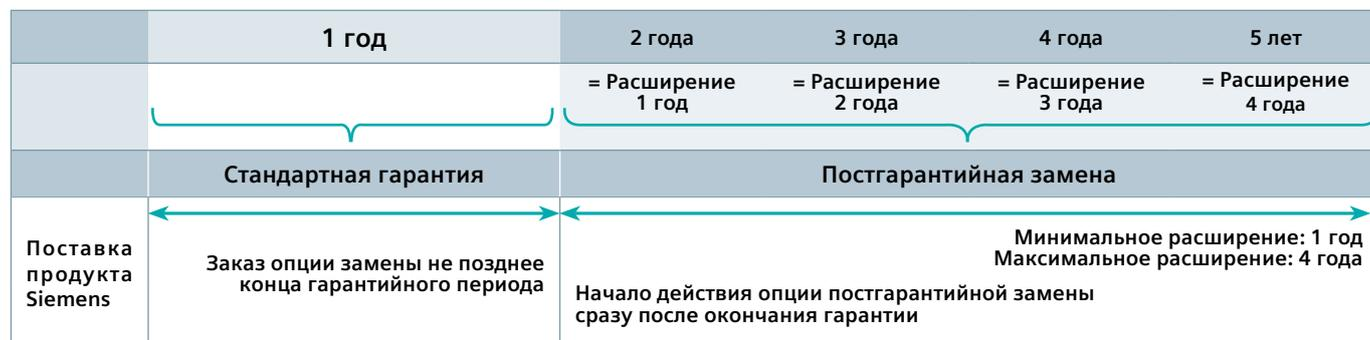 1 год
2 года
3 года
4 года
5 лет
= Расширение
1 год
= Расширение
2 года
= Расширение
3 года
= Расширение
4 года
Стандартная гарантия
Постгарантийная замена
Поставка
продукта
Siemens
Заказ опции замены не позднее
конца гарантийного периода
Минимальное расширение: 1 год
Максимальное расширение: 4 года
Начало действия опции постгарантийной замены
сразу после окончания гарантии